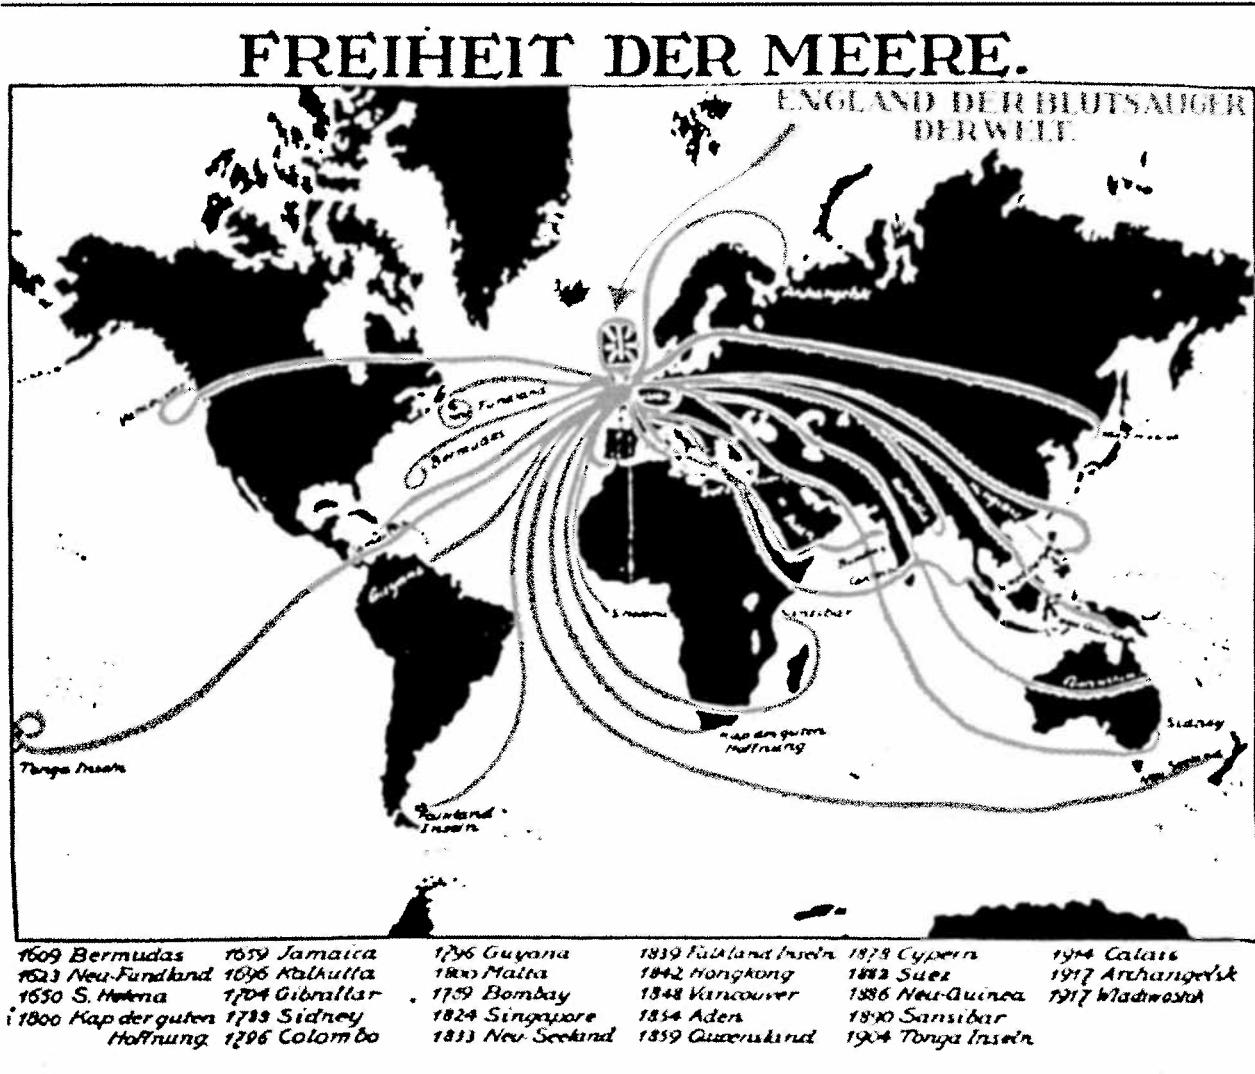 FREIHEIT DER MEERE.
ENGLAND DER BLUTSAUGER
DER WELT.
Archangelsk
Fundland
Bermudas
Guyana
Sansibar
Kap der guten
Hoffnung
Sidney
Neu Seeland
Tonga Inseln
Falkland
Inseln
1609 Bermudas
1623 Neu-Fundland
1650 S. Helena
1800 Kap der guten
Hoffnung
1659 Jamaica
1696 Kalkutta
1704 Gibraltar
1788 Sidney
1796 Colombo
1796 Guyana
1800 Malta
1759 Bombay
1824 Singapore
1833 Neu-Seeland
1839 Falkland Inseln
1842 Hongkong
1848 Vancouver
1854 Aden
1859 Queensland
1878 Cypern
1882 Suez
1886 Neu-Guinea
1890 Sansibar
1904 Tonga Inseln
1914 Calais
1917 Archangelsk
1917 Wladiwostok